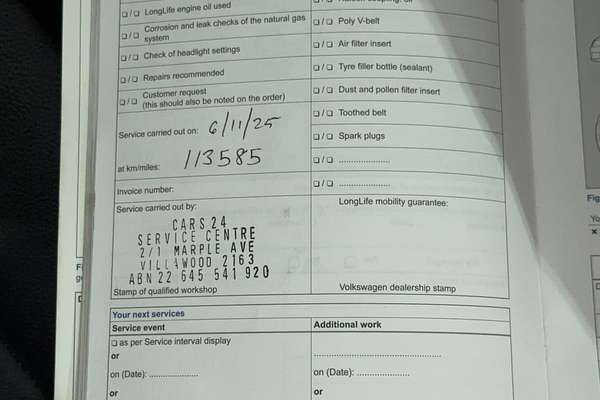 ❑ / ❑ LongLife engine oil used
❑ / ❑ Corrosion and leak checks of the natural gas
system
❑ / ❑ Check of headlight settings
❑ / ❑ Repairs recommended
❑ / ❑ Customer request
(this should also be noted on the order)
❑ / ❑ Poly V-belt
❑ / ❑ Air filter insert
❑ / ❑ Tyre filler bottle (sealant)
❑ / ❑ Dust and pollen filter insert
❑ / ❑ Toothed belt
❑ / ❑ Spark plugs
❑ / ❑ .....................
❑ / ❑ .....................
Service carried out on: 6/11/25
at km/miles: 113585
Invoice number:
Service carried out by:
CARS 24
SERVICE CENTRE
2/1 MARPLE AVE
VILLAWOOD 2163
ABN 22 645 541 920
Stamp of qualified workshop
LongLife mobility guarantee:
Volkswagen dealership stamp
Your next services
Service event
❑ as per Service interval display
or
on (Date): ....................
or
Additional work
..................................................
on (Date): .....................
or
Fig
Yo
×